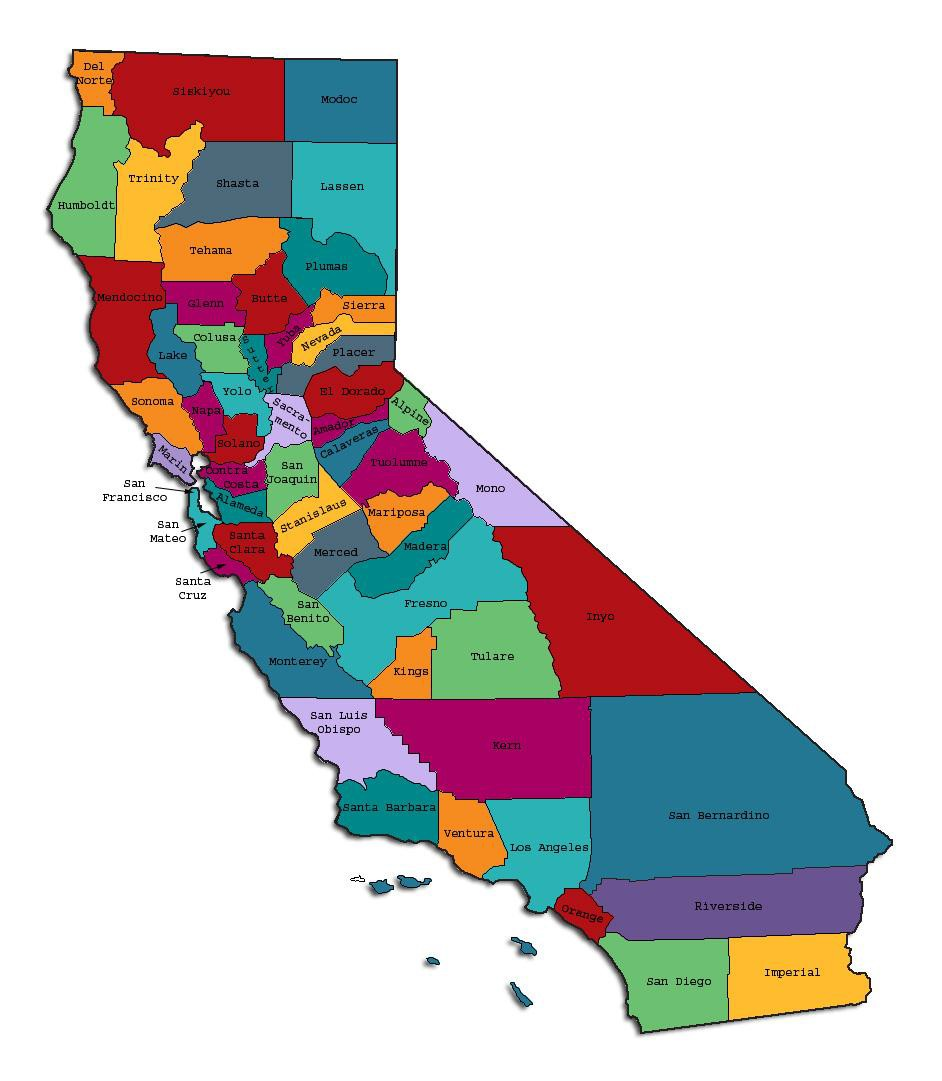 Del
Norte
Siskiyou
Modoc
Trinity
Shasta
Lassen
Humboldt
Tehama
Plumas
Mendocino
Glenn
Butte
Sierra
Colusa
Sutter
Yuba
Nevada
Lake
Placer
Sonoma
Yolo
El Dorado
Napa
Sacra-
mento
Amador
Alpine
Solano
Calaveras
Marin
Contra
Costa
San
Joaquin
Tuolumne
Mono
San
Francisco
Alameda
Stanislaus
Mariposa
San
Mateo
Santa
Clara
Merced
Madera
Santa
Cruz
San
Benito
Fresno
Inyo
Monterey
Kings
Tulare
San Luis
Obispo
Kern
Santa Barbara
Ventura
Los Angeles
San Bernardino
Orange
Riverside
San Diego
Imperial